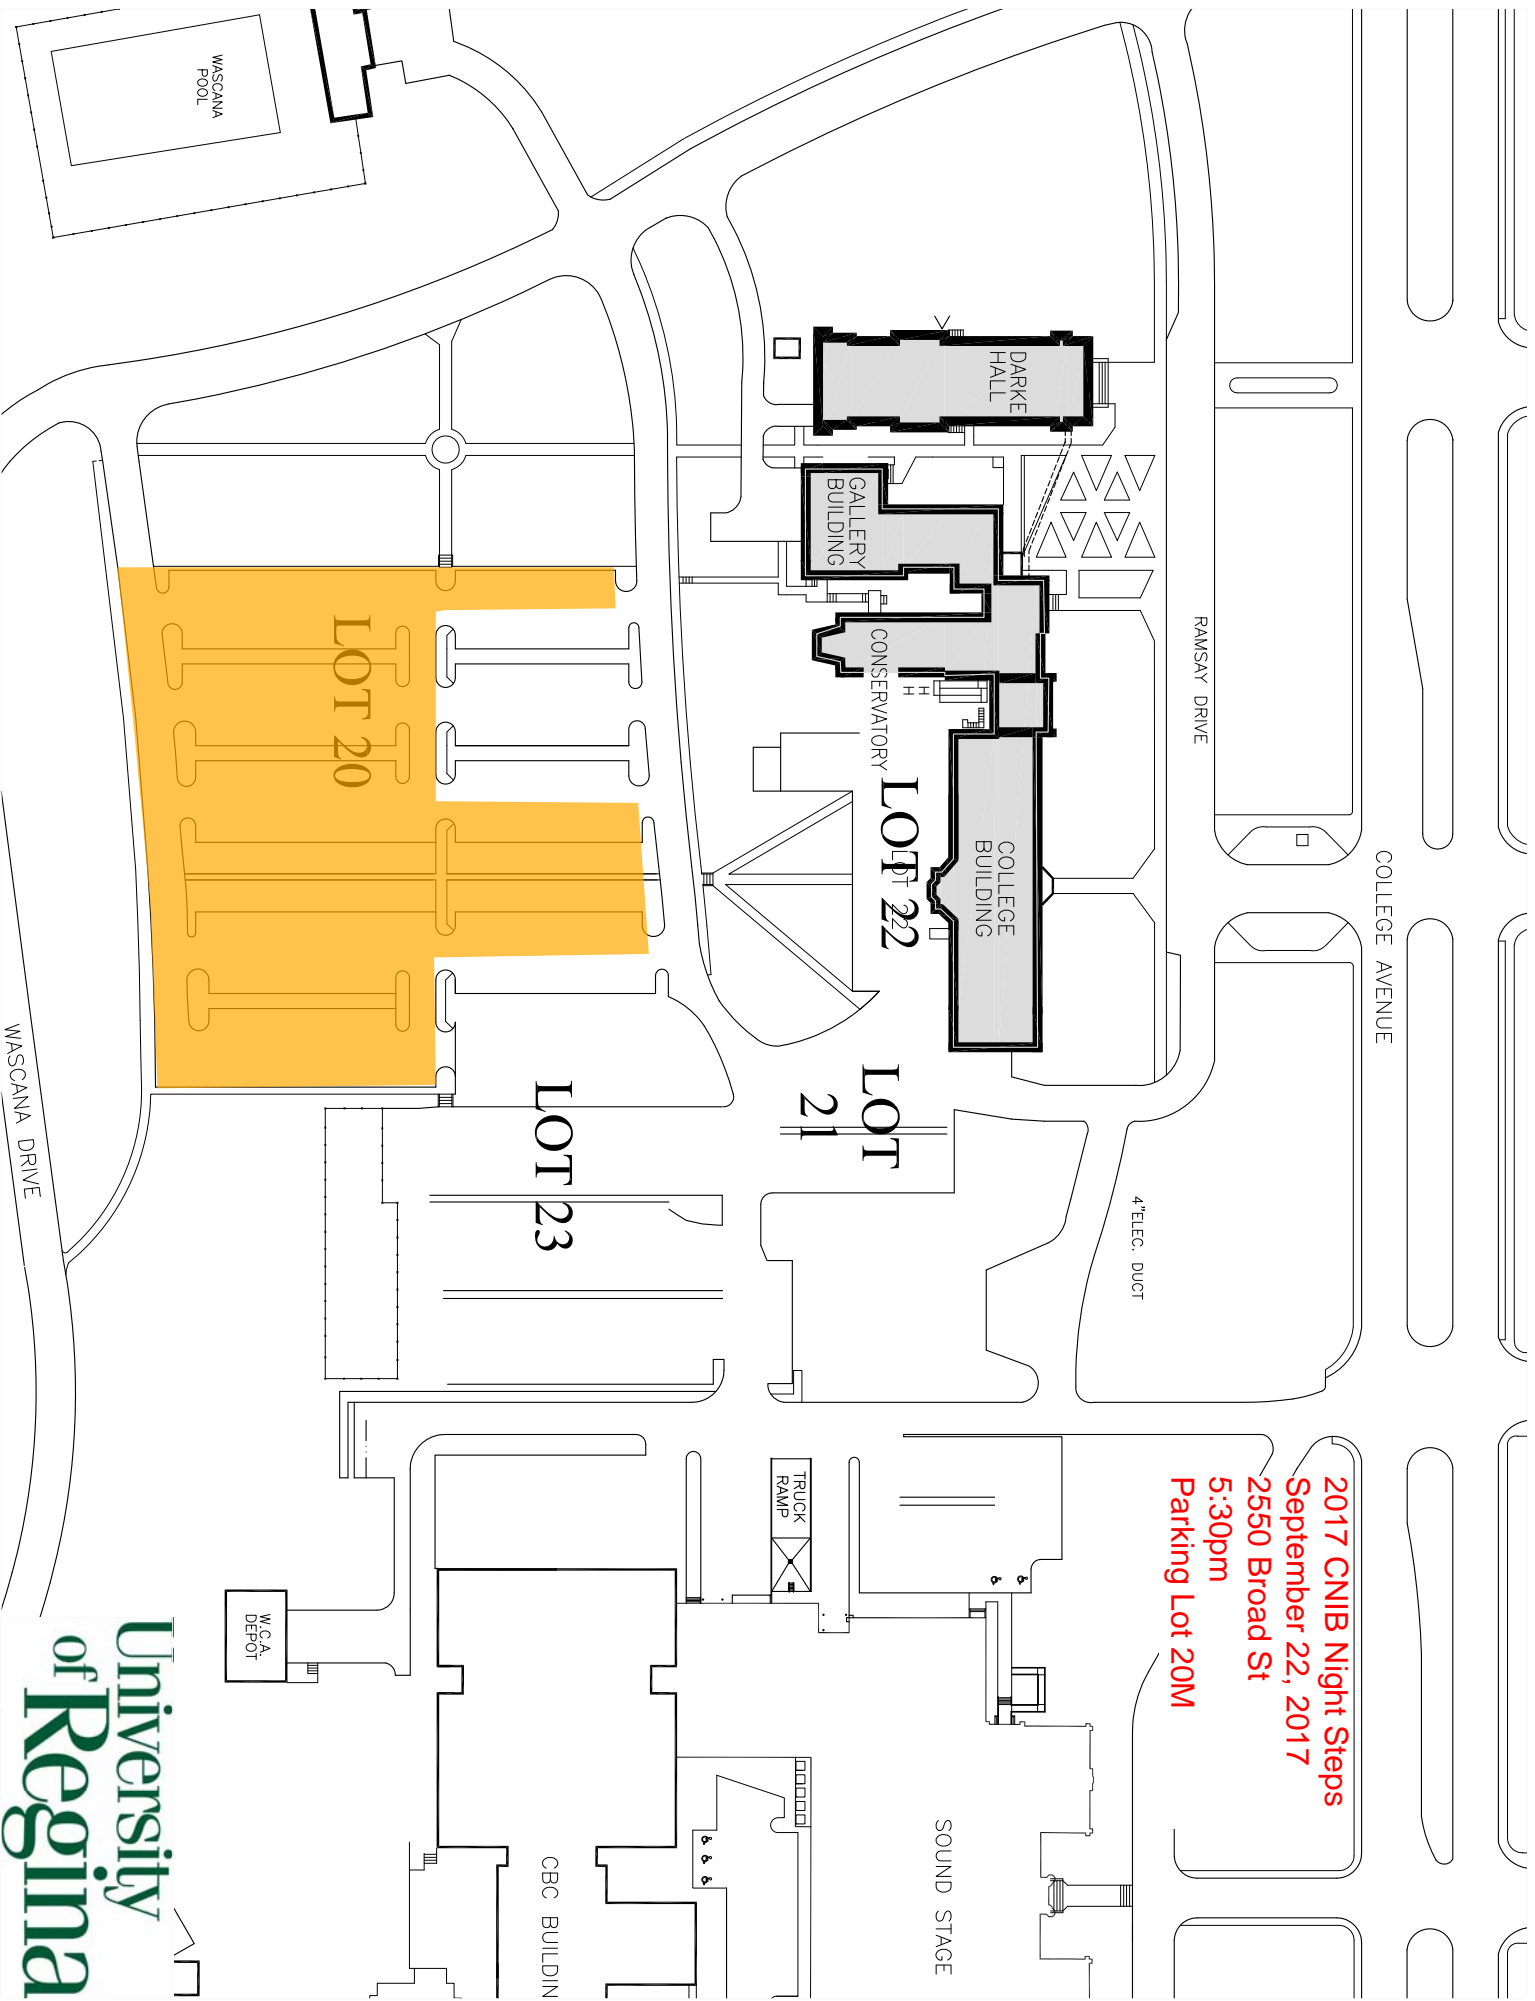 2017 CNIB Night Steps
September 22, 2017
2550 Broad St
5:30pm
Parking Lot 20M
COLLEGE AVENUE
RAMSAY DRIVE
4"ELEC. DUCT
DARKE
HALL
GALLERY
BUILDING
CONSERVATORY
H
H
COLLEGE
BUILDING
LOT 22
LOT 22
LOT
21
SOUND STAGE
TRUCK
RAMP
LOT 20
LOT 23
CBC BUILDIN
WASCANA
POOL
W.C.A.
DEPOT
WASCANA DRIVE
University
of Regina